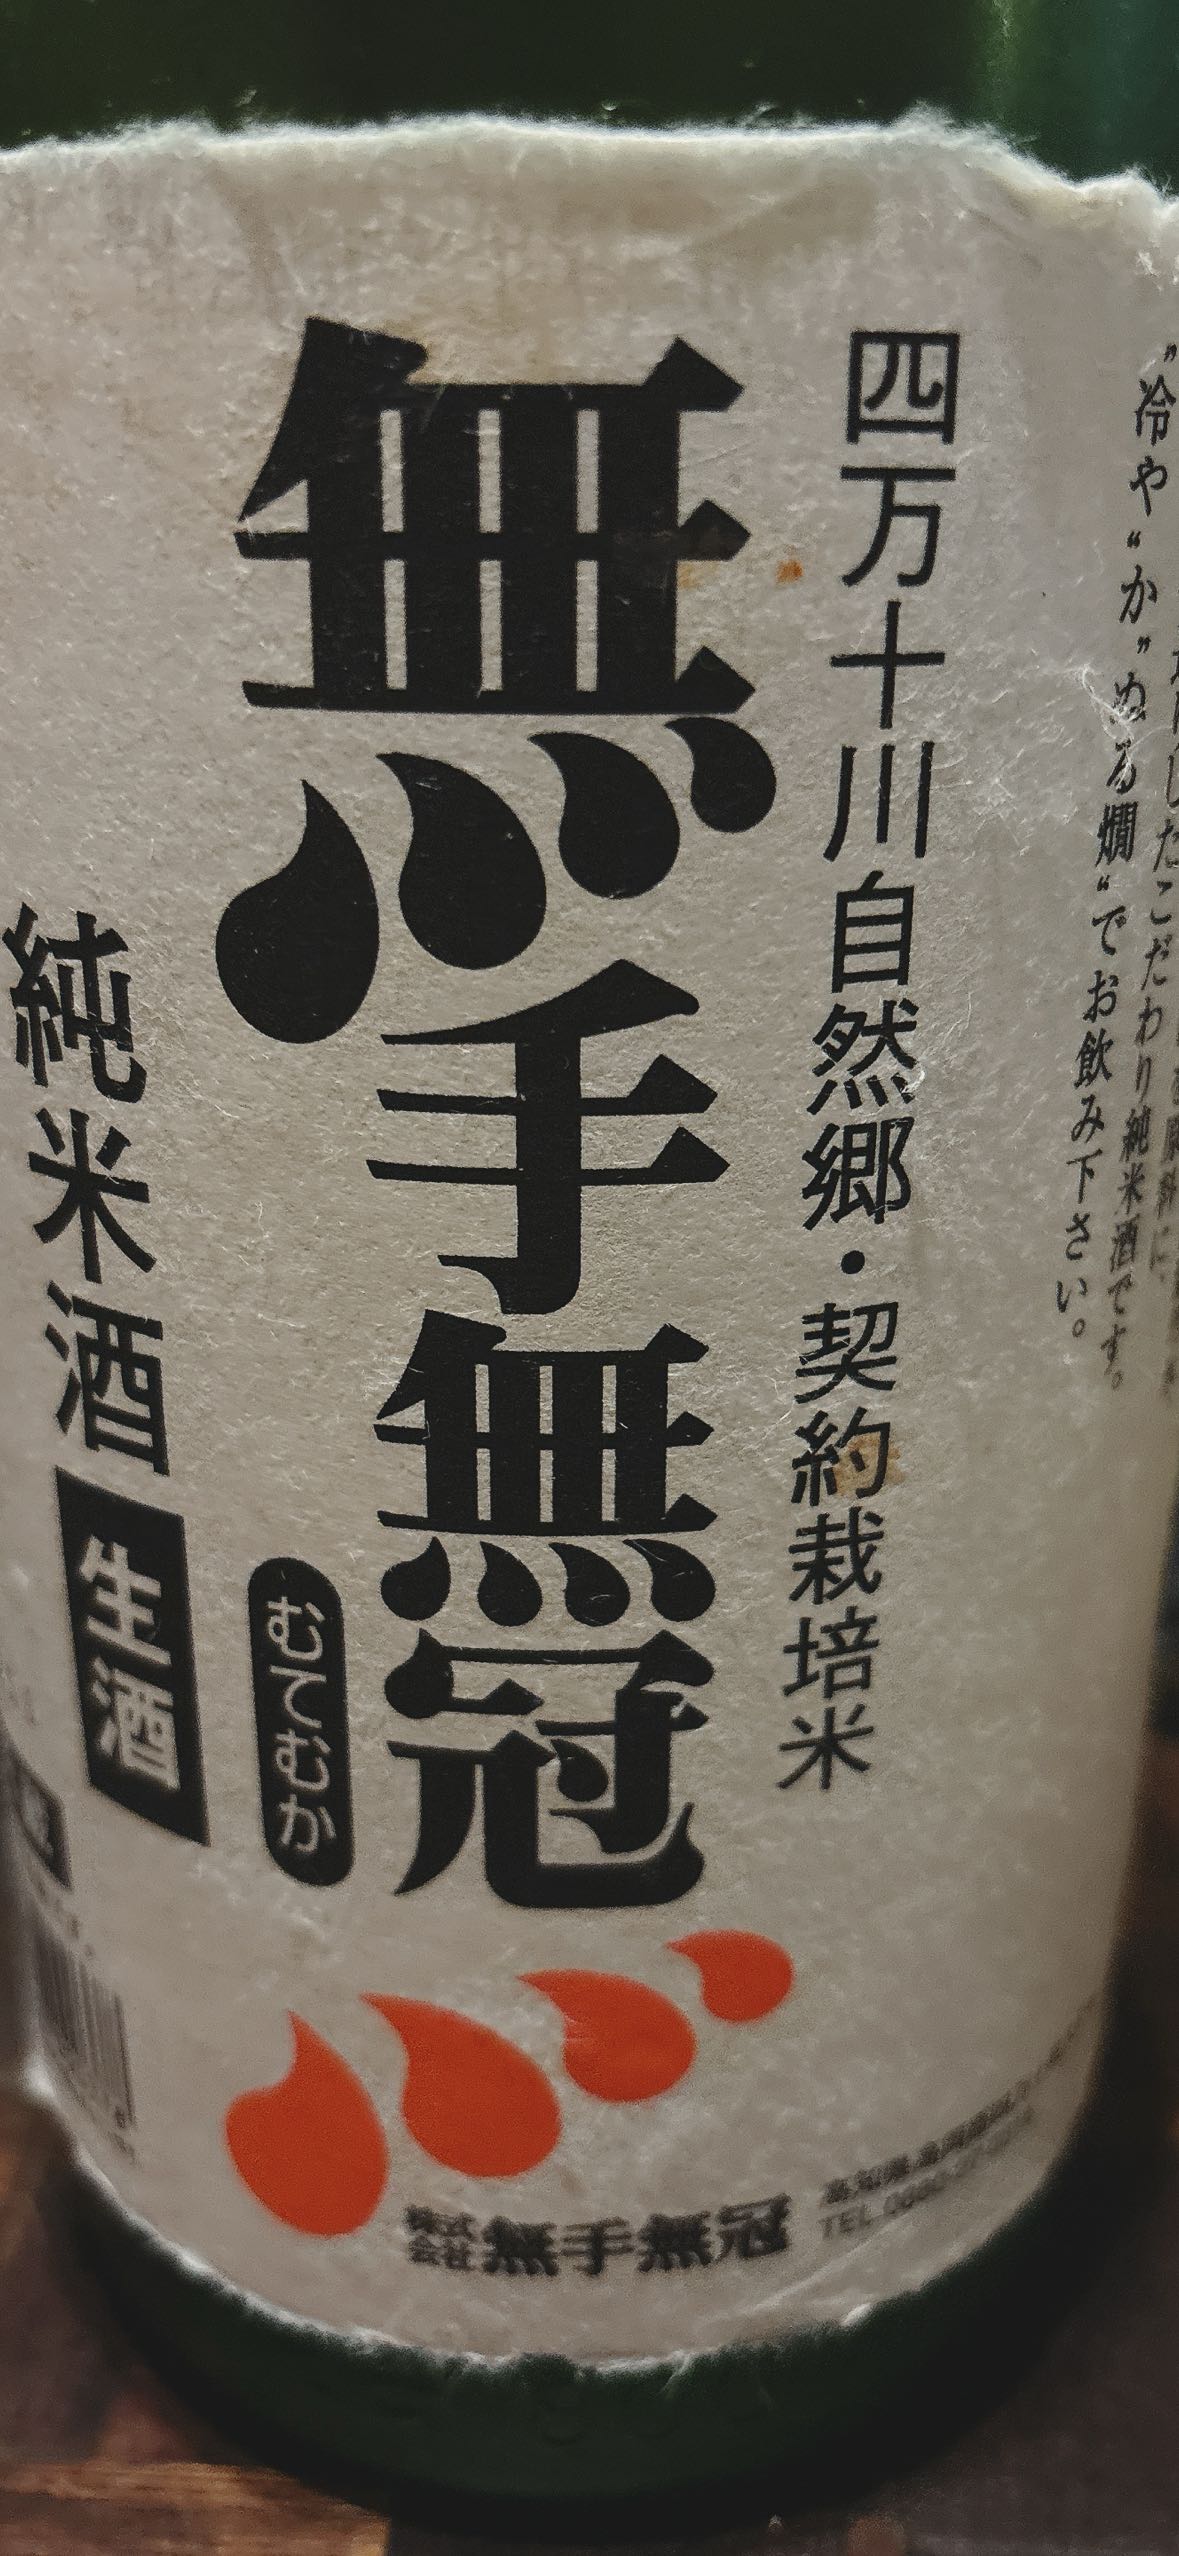 "冷や"か"ぬる燗"でお飲み下さい。
こだわり純米酒です。
四万十川自然郷・契約栽培米
無手無冠
むてむか
純米酒
生酒
株式会社 無手無冠
TEL